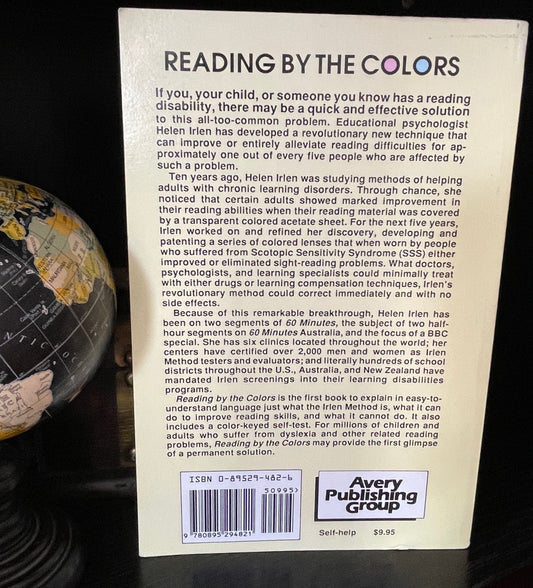 READING BY THE COLORS
If you, your child, or someone you know has a reading
disability, there may be a quick and effective solution
to this all-too-common problem. Educational psychologist
Helen Irlen has developed a revolutionary new technique that
can improve or entirely alleviate reading difficulties for ap-
proximately one out of every five people who are affected by
such a problem.
Ten years ago, Helen Irlen was studying methods of helping
adults with chronic learning disorders. Through chance, she
noticed that certain adults showed marked improvement in
their reading abilities when their reading material was covered
by a transparent colored acetate sheet. For the next five years,
Irlen worked on and refined her discovery, developing and
patenting a series of colored lenses that when worn by people
who suffered from Scotopic Sensitivity Syndrome (SSS) either
improved or eliminated sight-reading problems. What doctors,
psychologists, and learning specialists could minimally treat
with either drugs or learning compensation techniques, Irlen's
revolutionary method could correct immediately and with no
side effects.
Because of this remarkable breakthrough, Helen Irlen has
been on two segments of 60 Minutes, the subject of two half-
hour segments on 60 Minutes Australia, and the focus of a BBC
special. She has six clinics located throughout the world; her
centers have certified over 2,000 men and women as Irlen
Method testers and evaluators; and literally hundreds of school
districts throughout the U.S., Australia, and New Zealand have
mandated Irlen screenings into their learning disabilities
programs.
Reading by the Colors is the first book to explain in easy-to-
understand language just what the Irlen Method is, what it can
do to improve reading skills, and what it cannot do. It also
includes a color-keyed self-test. For millions of children and
adults who suffer from dyslexia and other related reading
problems, Reading by the Colors may provide the first glimpse
of a permanent solution.
ISBN 0-89529-482-6
50995>
9 780895 294821
Avery
Publishing
Group
Self-help $9.95